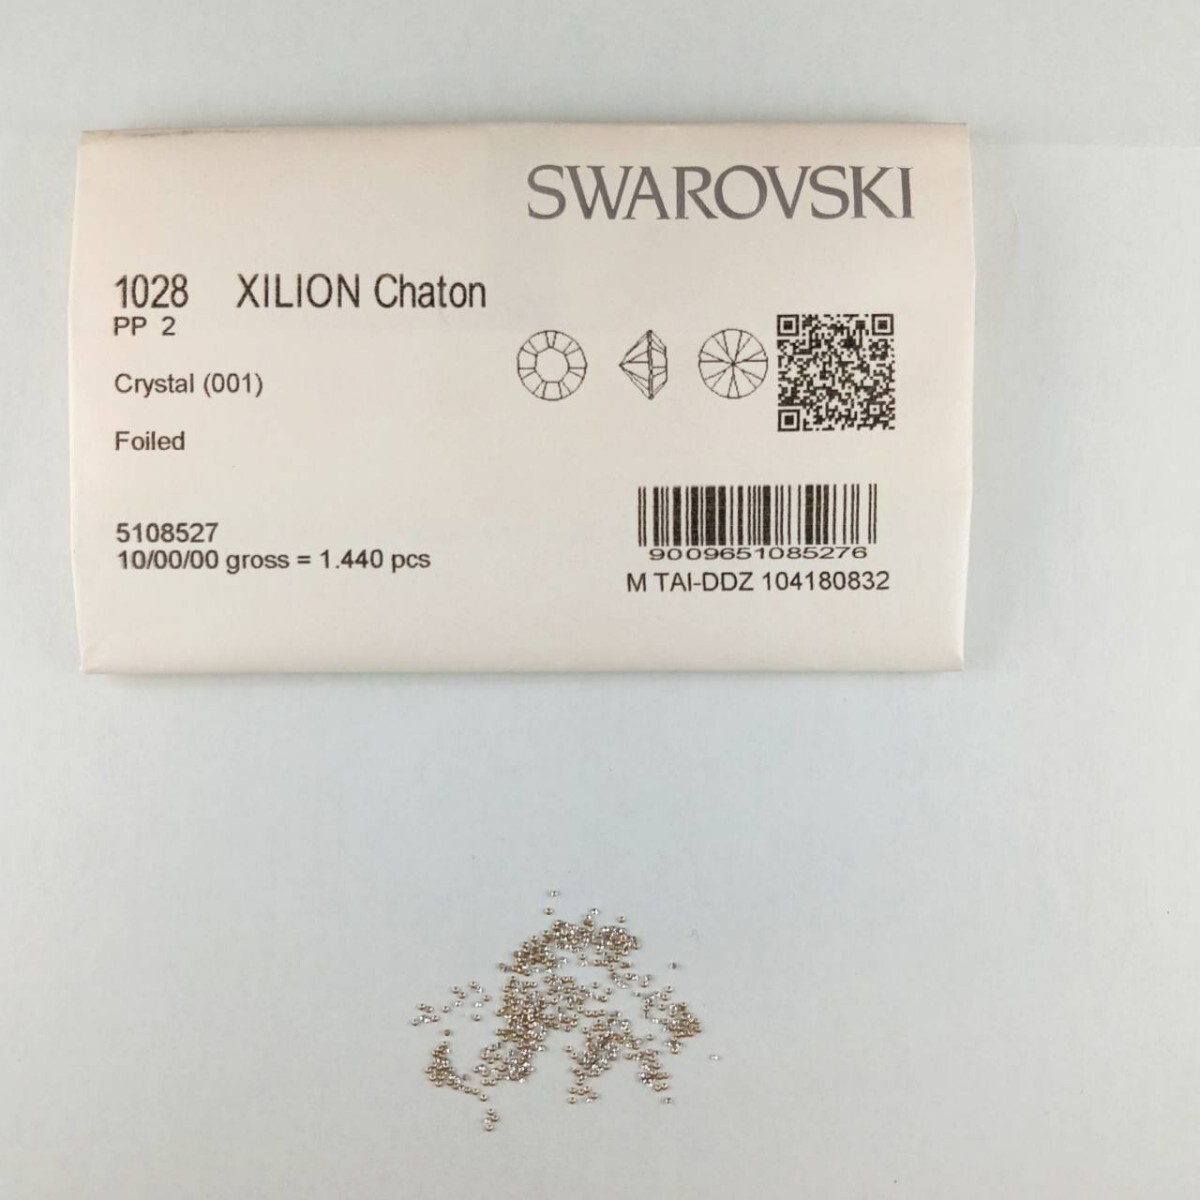 SWAROVSKI
1028 XILION Chaton
PP 2
Crystal (001)
Foiled
5108527
10/00/00 gross = 1.440 pcs
9009651085276
M TAI-DDZ 104180832